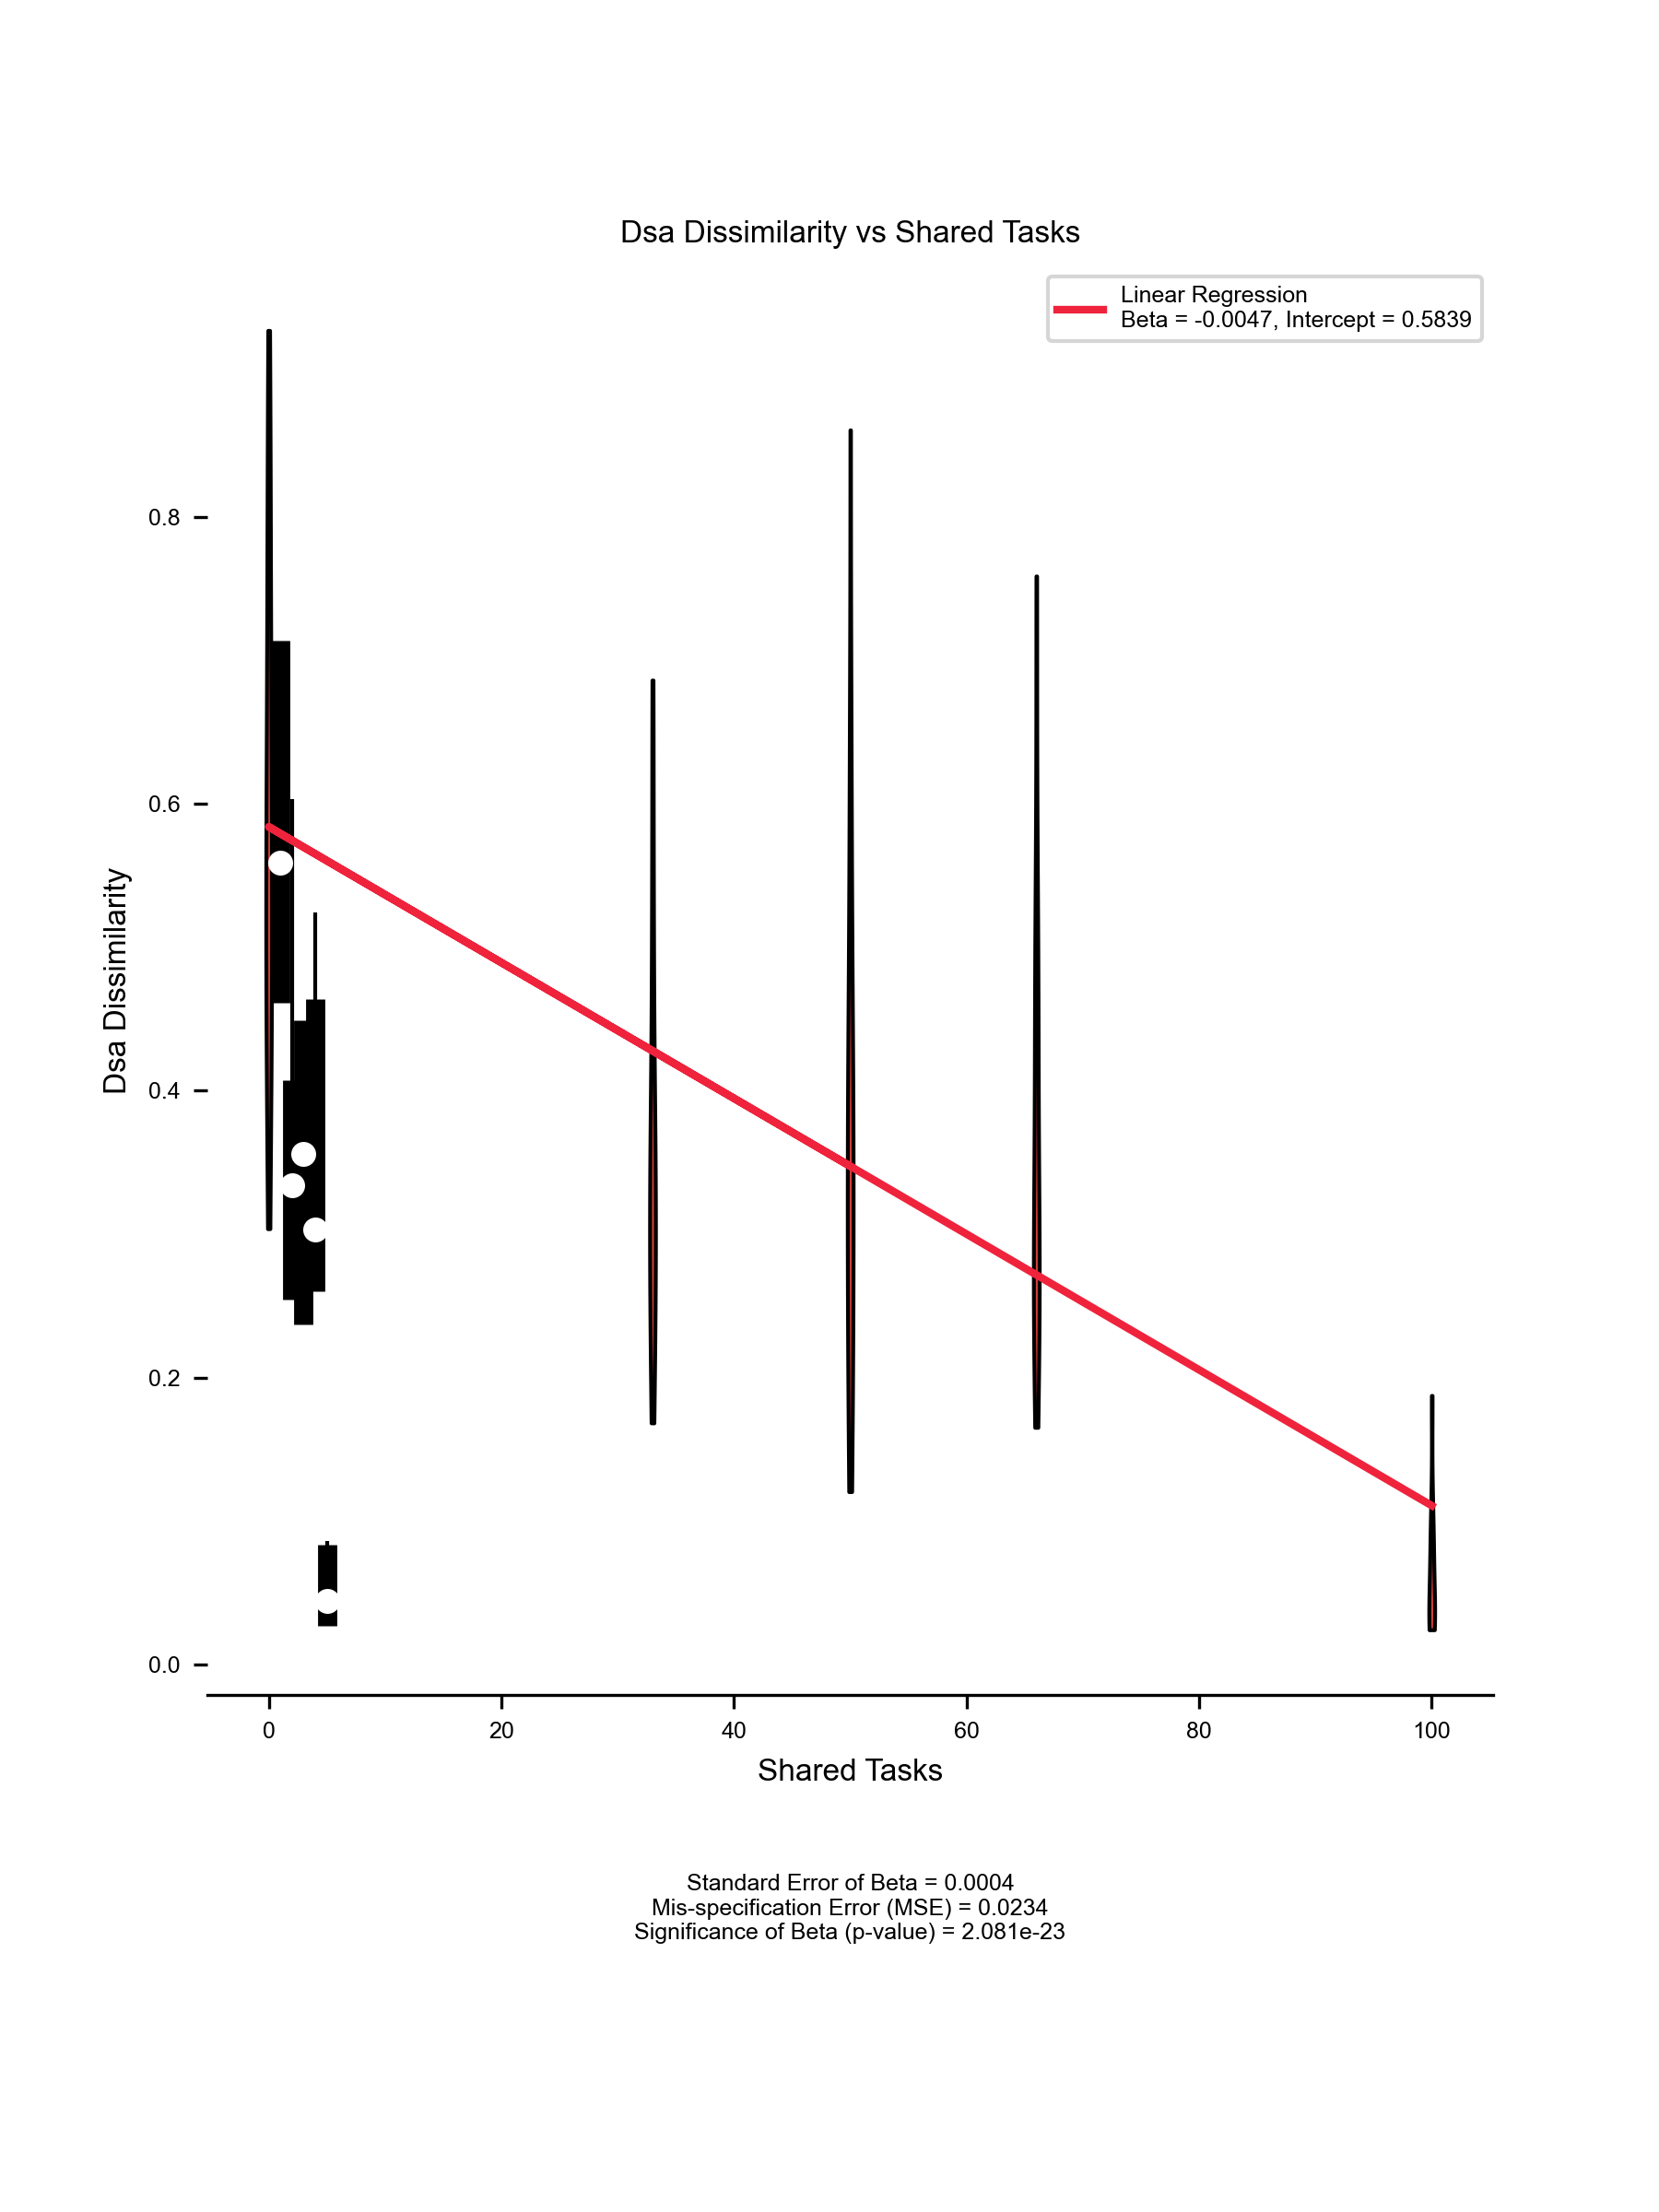 Dsa Dissimilarity vs Shared Tasks
Linear Regression
Beta = -0.0047, Intercept = 0.5839
0.8
0.6
0.4
0.2
0.0
Dsa Dissimilarity
0 20 40 60 80 100
Shared Tasks
Standard Error of Beta = 0.0004
Mis-specification Error (MSE) = 0.0234
Significance of Beta (p-value) = 2.081e-23